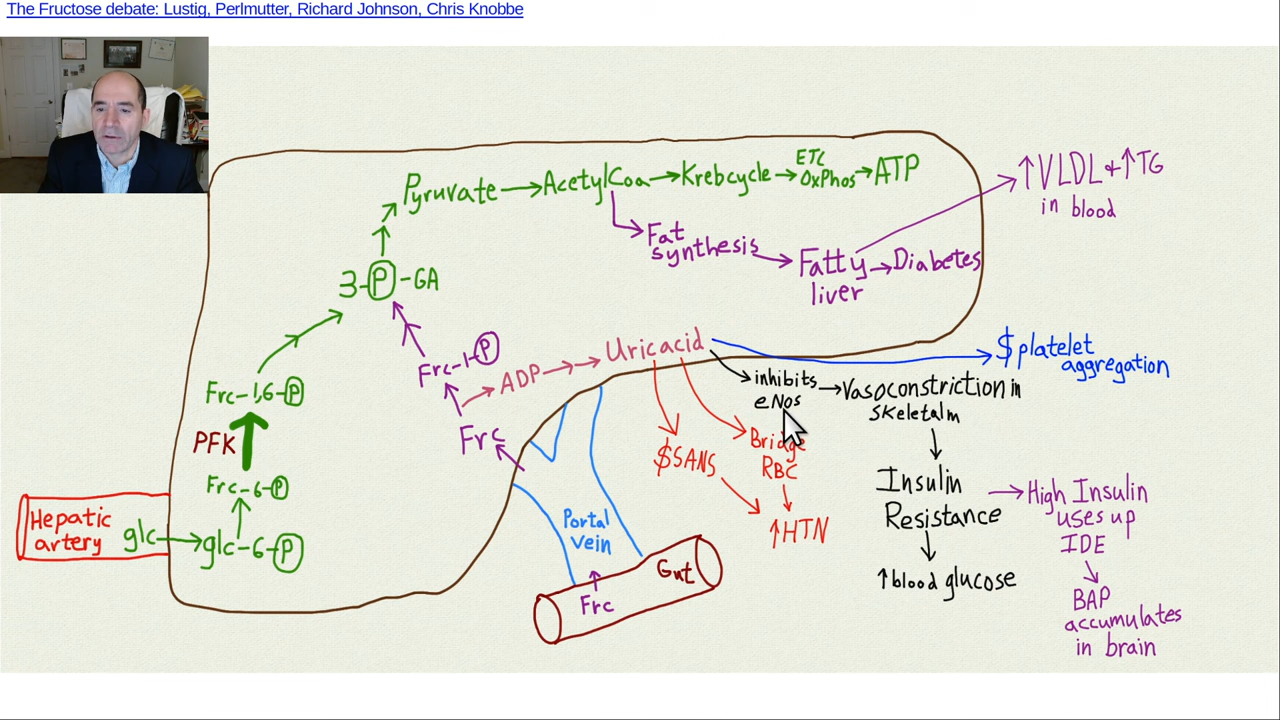 The Fructose debate: Lustig, Perlmutter, Richard Johnson, Chris Knobbe
Pyruvate → AcetylCoa → Krebcycle → ETC OxPhos → ATP
↑VLDL & ↑TG
in blood
Fat
synthesis
Fatty → Diabetes
liver
3-P-GA
Frc-1-P
ADP → → Uricacid
$platelet
aggregation
inhibits
eNos
→ Vasoconstriction in
Skeletalm
Frc-1,6-P
PFK
Frc-6-P
Frc
$SANS
Bridge
RBC
↑HTN
Insulin
Resistance
↑blood glucose
→ High Insulin
uses up
IDE
BAP
accumulates
in brain
Hepatic
artery
glc → glc-6-P
Portal
vein
Gut
Frc